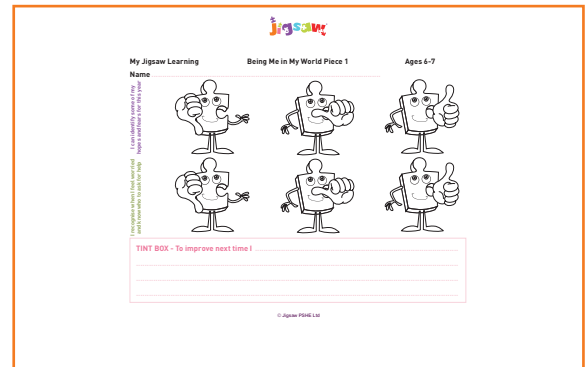 Jigsaw
My Jigsaw Learning Being Me in My World Piece 1 Ages 6-7
Name
I can identify some of my
hopes and fears for this year
I recognise when I feel worried
and know who to ask for help
TINT BOX - To improve next time I
© Jigsaw PSHE Ltd